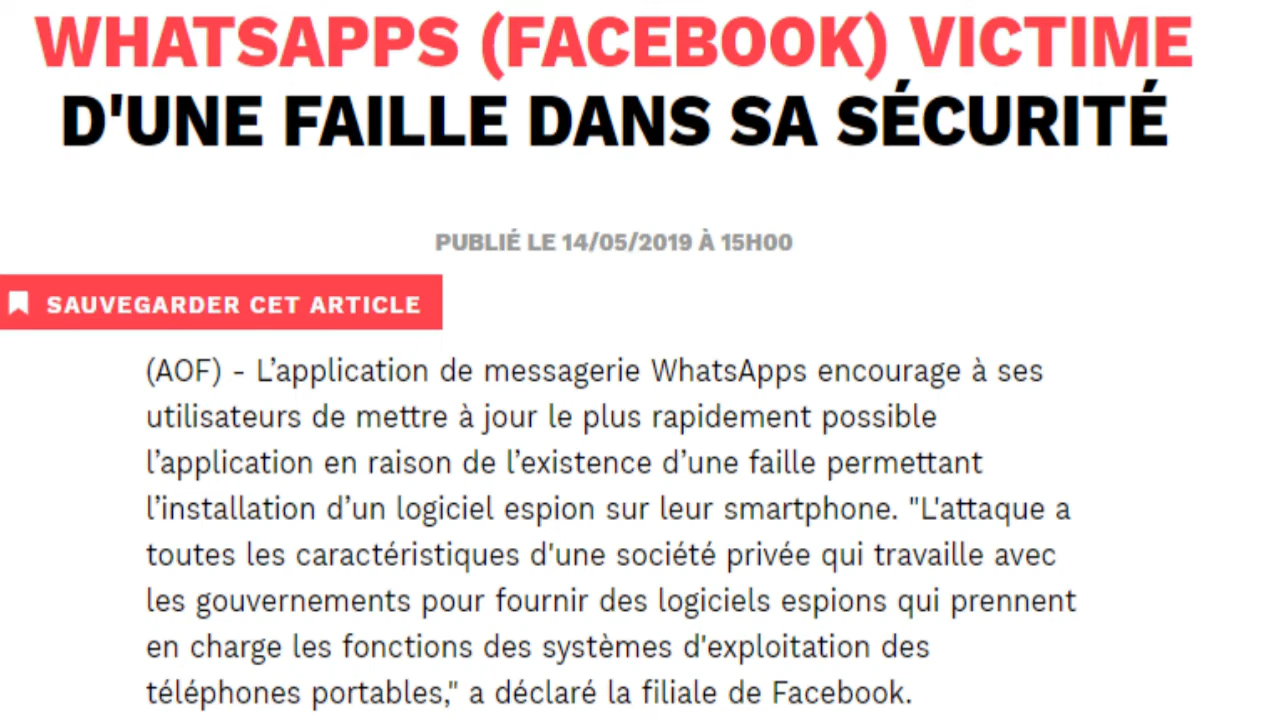 WHATSAPPS (FACEBOOK) VICTIME
D'UNE FAILLE DANS SA SÉCURITÉ
PUBLIÉ LE 14/05/2019 À 15H00
SAUVEGARDER CET ARTICLE
(AOF) - L’application de messagerie WhatsApps encourage à ses
utilisateurs de mettre à jour le plus rapidement possible
l’application en raison de l’existence d’une faille permettant
l’installation d’un logiciel espion sur leur smartphone. "L'attaque a
toutes les caractéristiques d'une société privée qui travaille avec
les gouvernements pour fournir des logiciels espions qui prennent
en charge les fonctions des systèmes d'exploitation des
téléphones portables," a déclaré la filiale de Facebook.